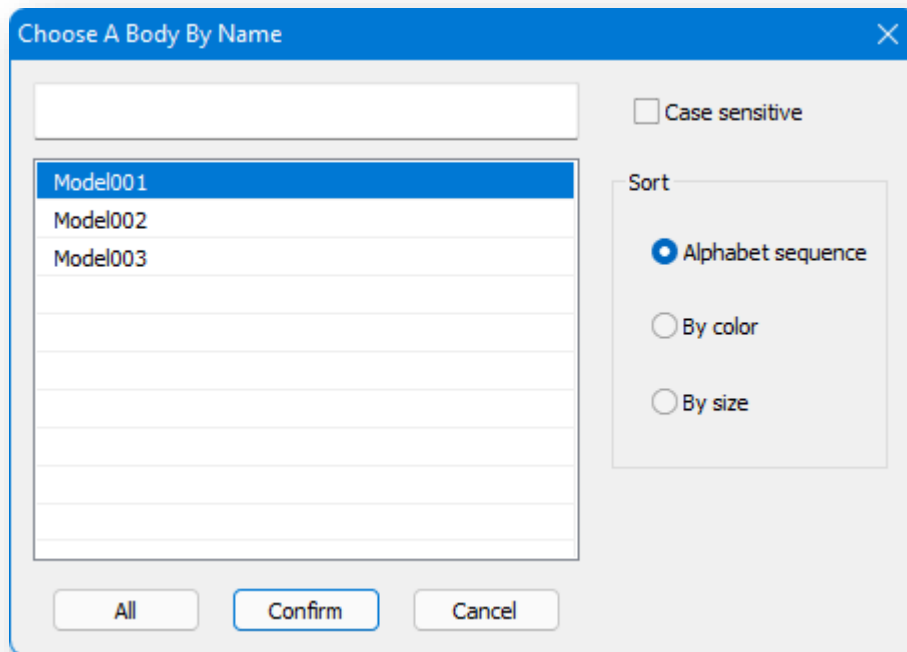 Choose A Body By Name
Case sensitive
Model001
Model002
Model003
Sort
Alphabet sequence
By color
By size
All
Confirm
Cancel